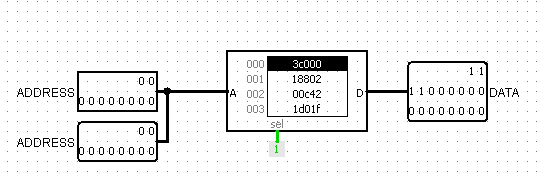 ADDRESS
0 0
0 0 0 0 0 0 0 0
ADDRESS
0 0
0 0 0 0 0 0 0 0
A
000 3c000
001 18802
002 00c42
003 1d01f
D
sel
1
1 1
1 1 0 0 0 0 0 0
0 0 0 0 0 0 0 0
DATA